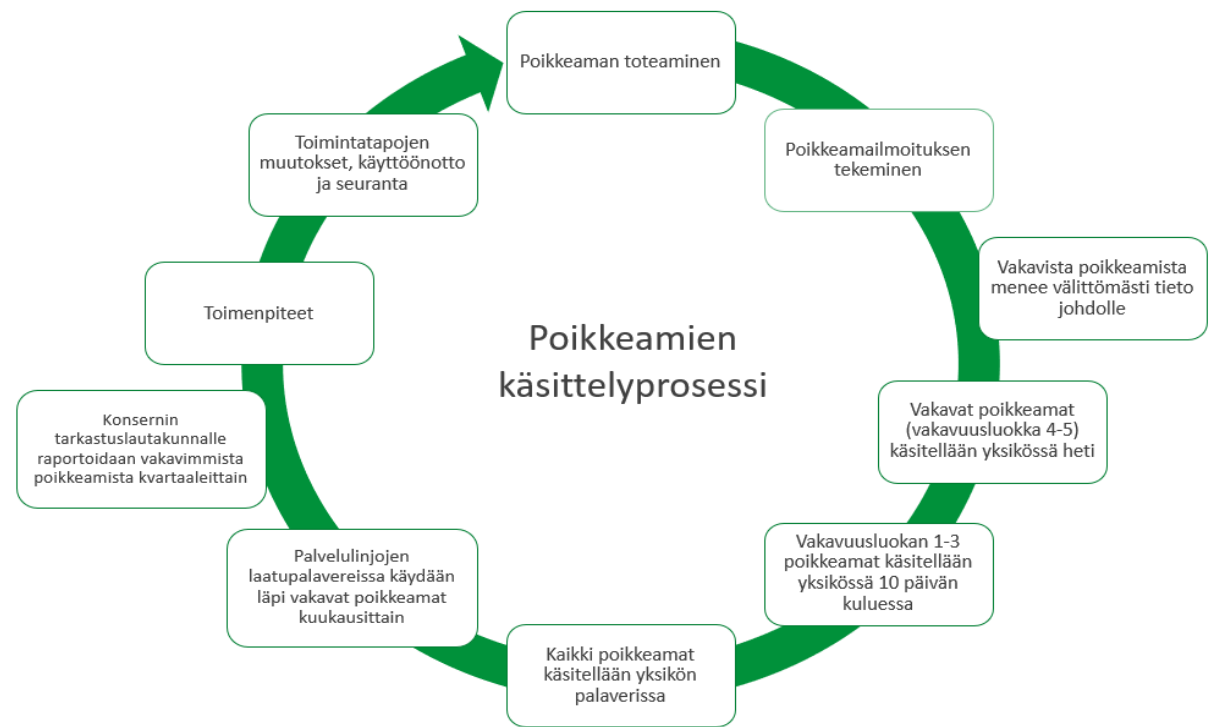 Poikkeaman toteaminen
Poikkeamailmoituksen
tekeminen
Vakavista poikkeamista
menee välittömästi tieto
johdolle
Vakavat poikkeamat
(vakavuusluokka 4-5)
käsitellään yksikössä heti
Vakavuusluokan 1-3
poikkeamat käsitellään
yksikössä 10 päivän
kuluessa
Kaikki poikkeamat
käsitellään yksikön
palaverissa
Palvelulinjojen
laatupalavereissa käydään
läpi vakavat poikkeamat
kuukausittain
Konsernin
tarkastuslautakunnalle
raportoidaan vakavimmista
poikkeamista kvartaaleittain
Toimenpiteet
Toimintatapojen
muutokset, käyttöönotto
ja seuranta
Poikkeamien
käsittelyprosessi